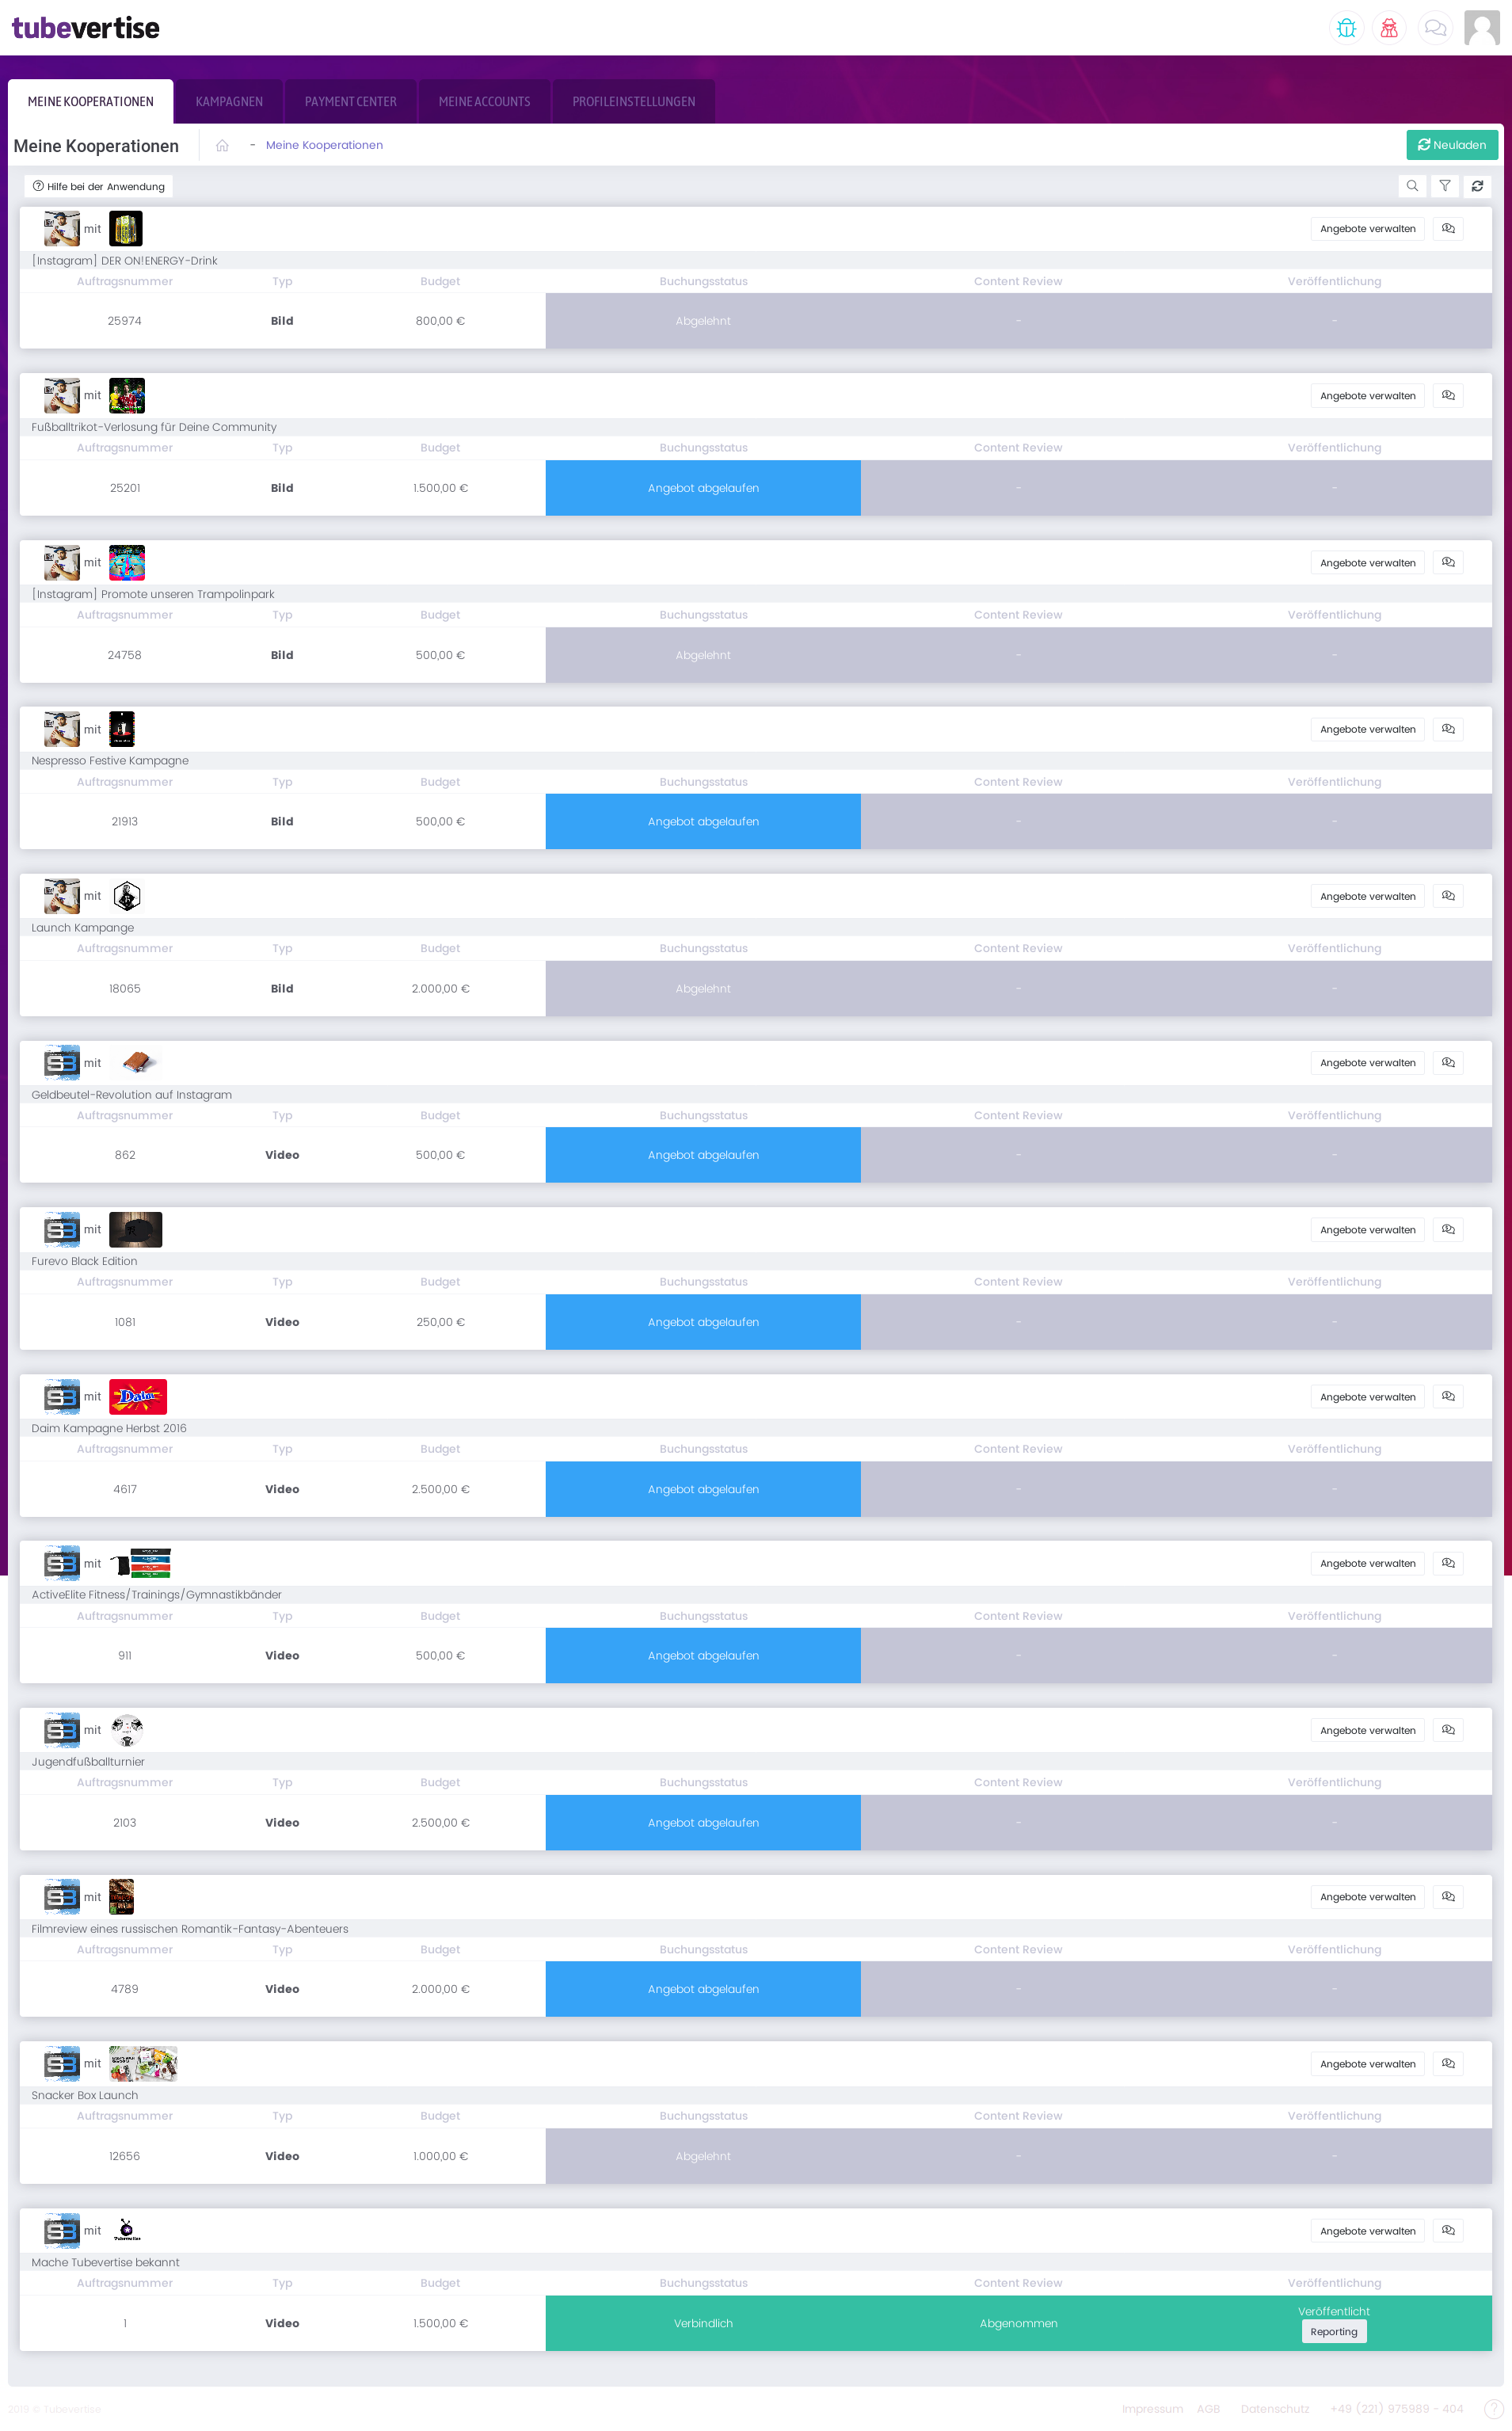 tubevertise
MEINE KOOPERATIONEN KAMPAGNEN PAYMENT CENTER MEINE ACCOUNTS PROFILEINSTELLUNGEN
Meine Kooperationen - Meine Kooperationen Neuladen
Hilfe bei der Anwendung
mit Angebote verwalten
[Instagram] DER ON!ENERGY-Drink
Auftragsnummer Typ Budget Buchungsstatus Content Review Veröffentlichung
25974 Bild 800,00 € Abgelehnt - -
mit Angebote verwalten
Fußballtrikot-Verlosung für Deine Community
Auftragsnummer Typ Budget Buchungsstatus Content Review Veröffentlichung
25201 Bild 1.500,00 € Angebot abgelaufen - -
mit Angebote verwalten
[Instagram] Promote unseren Trampolinpark
Auftragsnummer Typ Budget Buchungsstatus Content Review Veröffentlichung
24758 Bild 500,00 € Abgelehnt - -
mit Angebote verwalten
Nespresso Festive Kampagne
Auftragsnummer Typ Budget Buchungsstatus Content Review Veröffentlichung
21913 Bild 500,00 € Angebot abgelaufen - -
mit Angebote verwalten
Launch Kampange
Auftragsnummer Typ Budget Buchungsstatus Content Review Veröffentlichung
18065 Bild 2.000,00 € Abgelehnt - -
SB mit Angebote verwalten
Geldbeutel-Revolution auf Instagram
Auftragsnummer Typ Budget Buchungsstatus Content Review Veröffentlichung
862 Video 500,00 € Angebot abgelaufen - -
SB mit Angebote verwalten
Furevo Black Edition
Auftragsnummer Typ Budget Buchungsstatus Content Review Veröffentlichung
1081 Video 250,00 € Angebot abgelaufen - -
SB mit Daim Angebote verwalten
Daim Kampagne Herbst 2016
Auftragsnummer Typ Budget Buchungsstatus Content Review Veröffentlichung
4617 Video 2.500,00 € Angebot abgelaufen - -
SB mit Angebote verwalten
ActiveElite Fitness/Trainings/Gymnastikbänder
Auftragsnummer Typ Budget Buchungsstatus Content Review Veröffentlichung
911 Video 500,00 € Angebot abgelaufen - -
SB mit Angebote verwalten
Jugendfußballturnier
Auftragsnummer Typ Budget Buchungsstatus Content Review Veröffentlichung
2103 Video 2.500,00 € Angebot abgelaufen - -
SB mit Angebote verwalten
Filmreview eines russischen Romantik-Fantasy-Abenteuers
Auftragsnummer Typ Budget Buchungsstatus Content Review Veröffentlichung
4789 Video 2.000,00 € Angebot abgelaufen - -
SB mit Angebote verwalten
Snacker Box Launch
Auftragsnummer Typ Budget Buchungsstatus Content Review Veröffentlichung
12656 Video 1.000,00 € Abgelehnt - -
SB mit Tubevertise Angebote verwalten
Mache Tubevertise bekannt
Auftragsnummer Typ Budget Buchungsstatus Content Review Veröffentlichung
1 Video 1.500,00 € Verbindlich Abgenommen Veröffentlicht
Reporting
2019 © Tubevertise Impressum AGB Datenschutz +49 (221) 975989 - 404